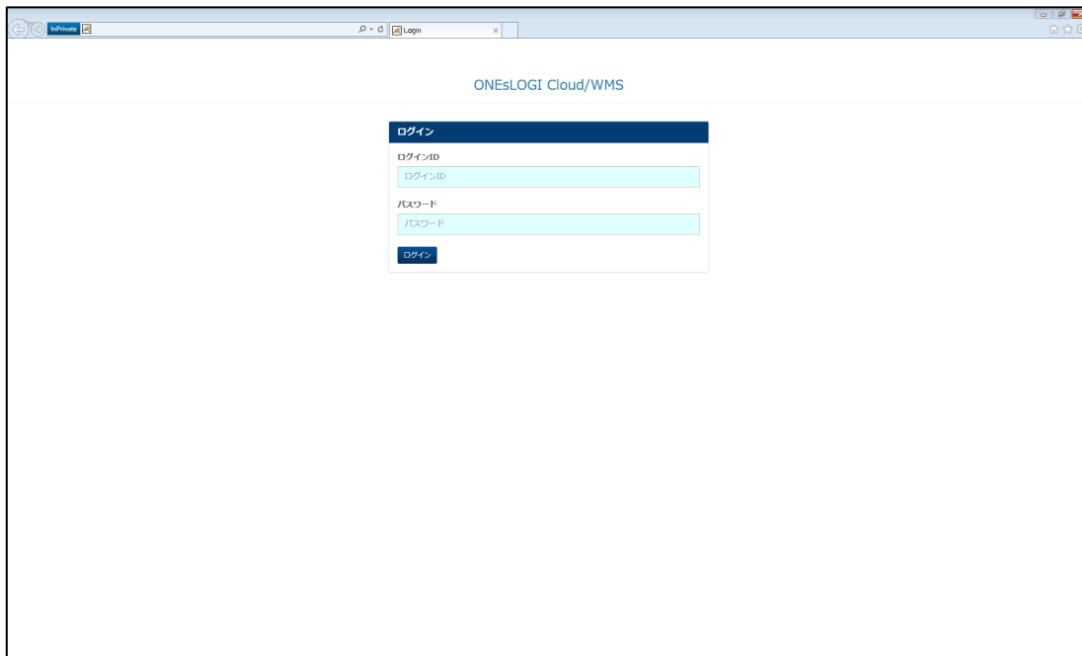 InPrivate
Login
ONEsLOGI Cloud/WMS
ログイン
ログインID
ログインID
パスワード
パスワード
ログイン